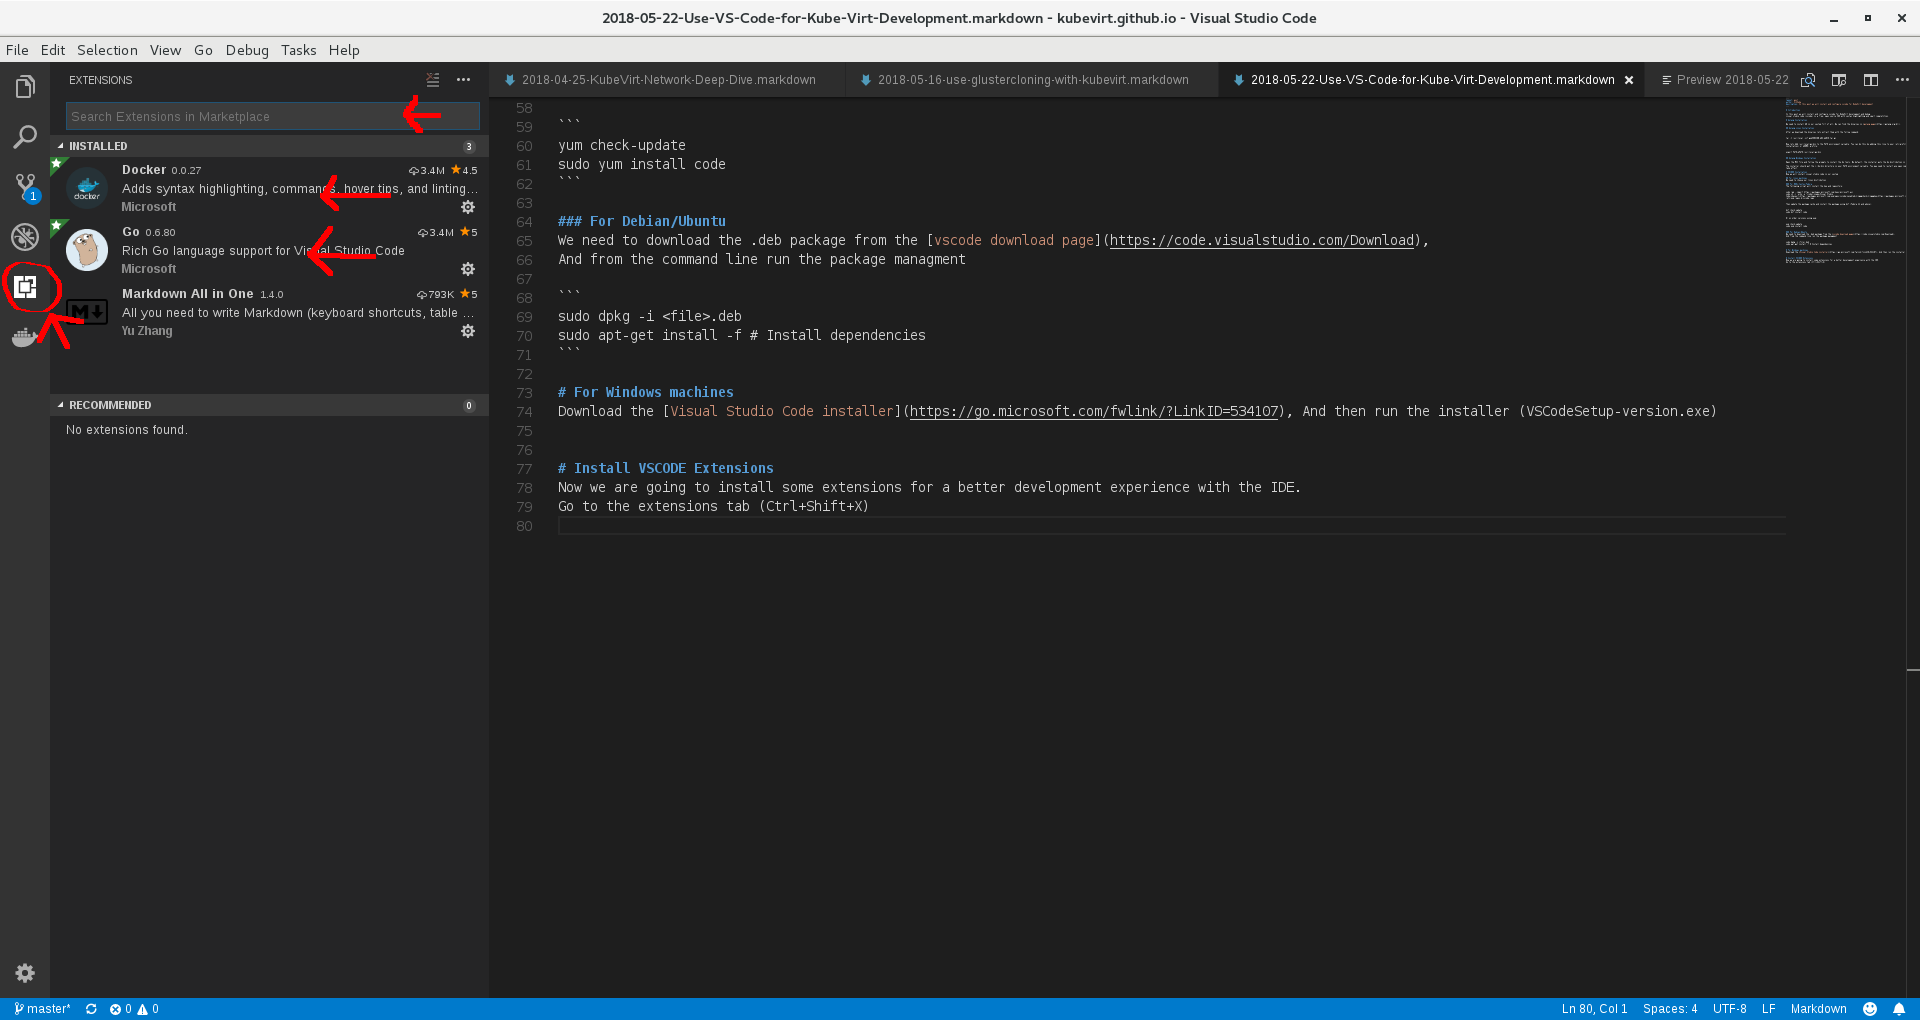 2018-05-22-Use-VS-Code-for-Kube-Virt-Development.markdown - kubevirt.github.io - Visual Studio Code
File Edit Selection View Go Debug Tasks Help
EXTENSIONS
2018-04-25-KubeVirt-Network-Deep-Dive.markdown
2018-05-16-use-glustercloning-with-kubevirt.markdown
2018-05-22-Use-VS-Code-for-Kube-Virt-Development.markdown
Preview 2018-05-22
Search Extensions in Marketplace
INSTALLED 3
Docker 0.0.27 3.4M 4.5
Adds syntax highlighting, commands, hover tips, and linting...
docker
Microsoft
Go 0.6.80 3.4M 5
Rich Go language support for Visual Studio Code
Microsoft
Markdown All in One 1.4.0 793K 5
All you need to write Markdown (keyboard shortcuts, table ...
Yu Zhang
1
RECOMMENDED 0
No extensions found.
58
59 ```
60 yum check-update
61 sudo yum install code
62 ```
63
64 ### For Debian/Ubuntu
65 We need to download the .deb package from the [vscode download page](https://code.visualstudio.com/Download),
66 And from the command line run the package managment
67
68 ```
69 sudo dpkg -i <file>.deb
70 sudo apt-get install -f # Install dependencies
71 ```
72
73 # For Windows machines
74 Download the [Visual Studio Code installer](https://go.microsoft.com/fwlink/?LinkID=534107), And then run the installer (VSCodeSetup-version.exe)
75
76
77 # Install VSCODE Extensions
78 Now we are going to install some extensions for a better development experience with the IDE.
79 Go to the extensions tab (Ctrl+Shift+X)
80
master* 0 0 Ln 80, Col 1 Spaces: 4 UTF-8 LF Markdown